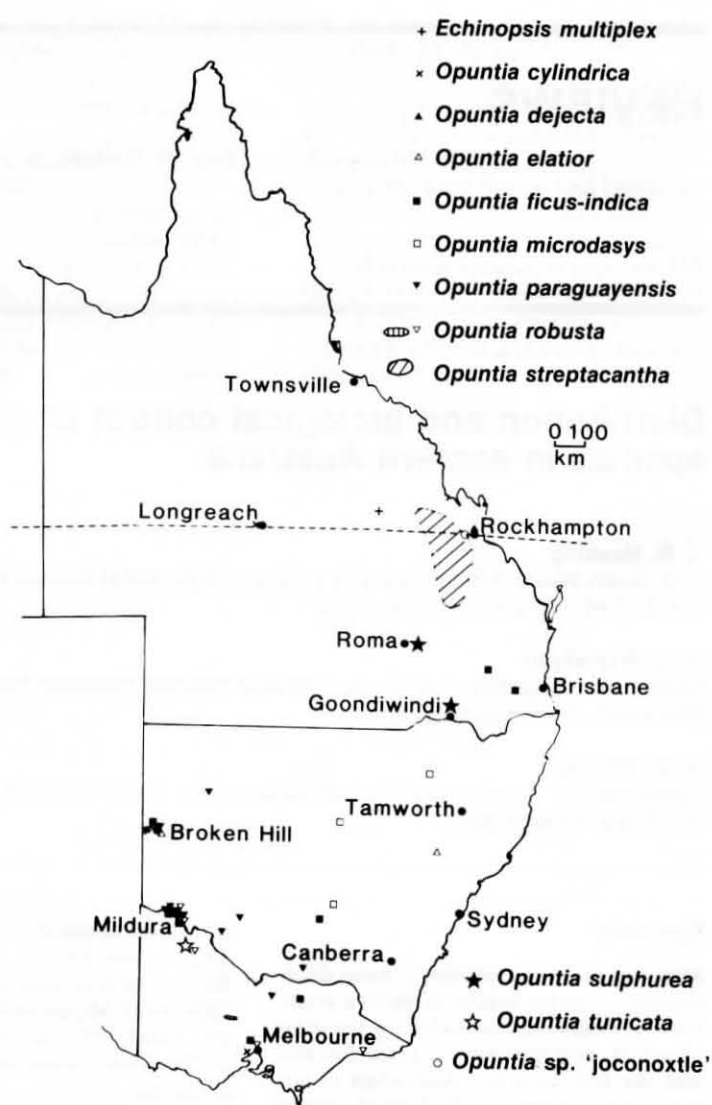 Echinopsis multiplex
Opuntia cylindrica
Opuntia dejecta
Opuntia elatior
Opuntia ficus-indica
Opuntia microdasys
Opuntia paraguayensis
Opuntia robusta
Opuntia streptacantha
Townsville
0 100
km
Longreach
Rockhampton
Roma
Brisbane
Goondiwindi
Tamworth
Broken Hill
Mildura
Sydney
Canberra
Opuntia sulphurea
Opuntia tunicata
Melbourne
Opuntia sp. 'joconoxtle'